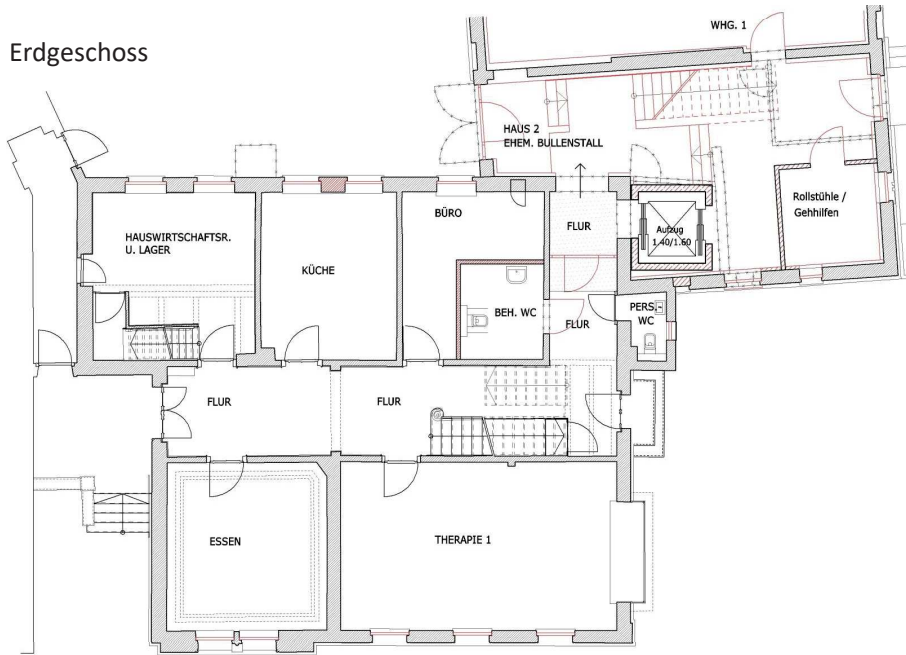 Erdgeschoss
WHG. 1
HAUS 2
EHEM. BULLENSTALL
Rollstühle /
Gehhilfen
HAUSWIRTSCHAFTSR.
U. LAGER
KÜCHE
BÜRO
FLUR
Aufzug
1.40/1.60
BEH. WC
FLUR
PERS.
WC
FLUR
FLUR
ESSEN
THERAPIE 1